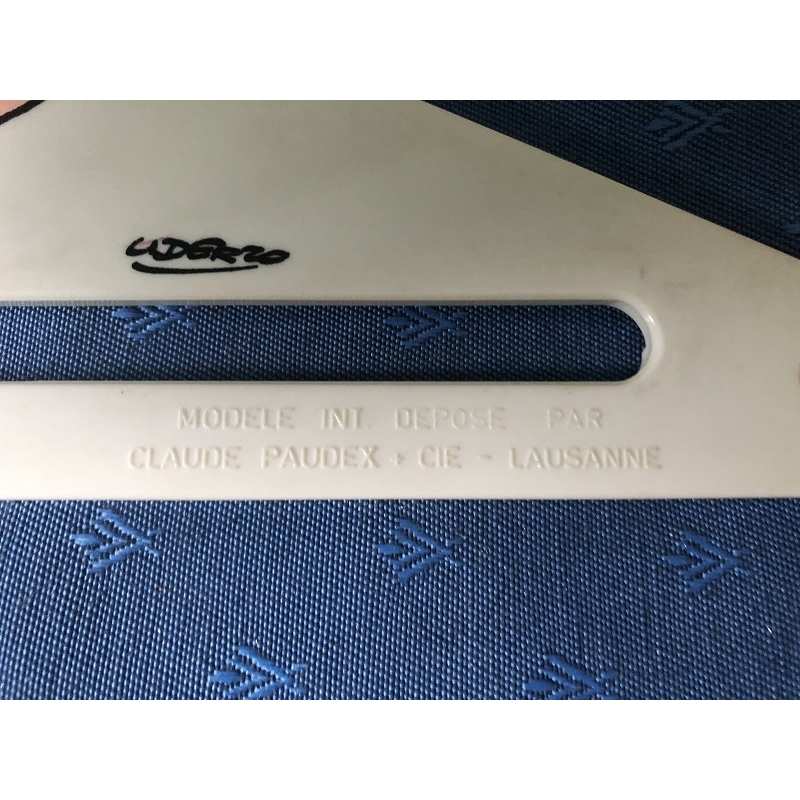 UDERZO
MODELE INT. DEPOSE PAR
CLAUDE PAUDEX + CIE - LAUSANNE